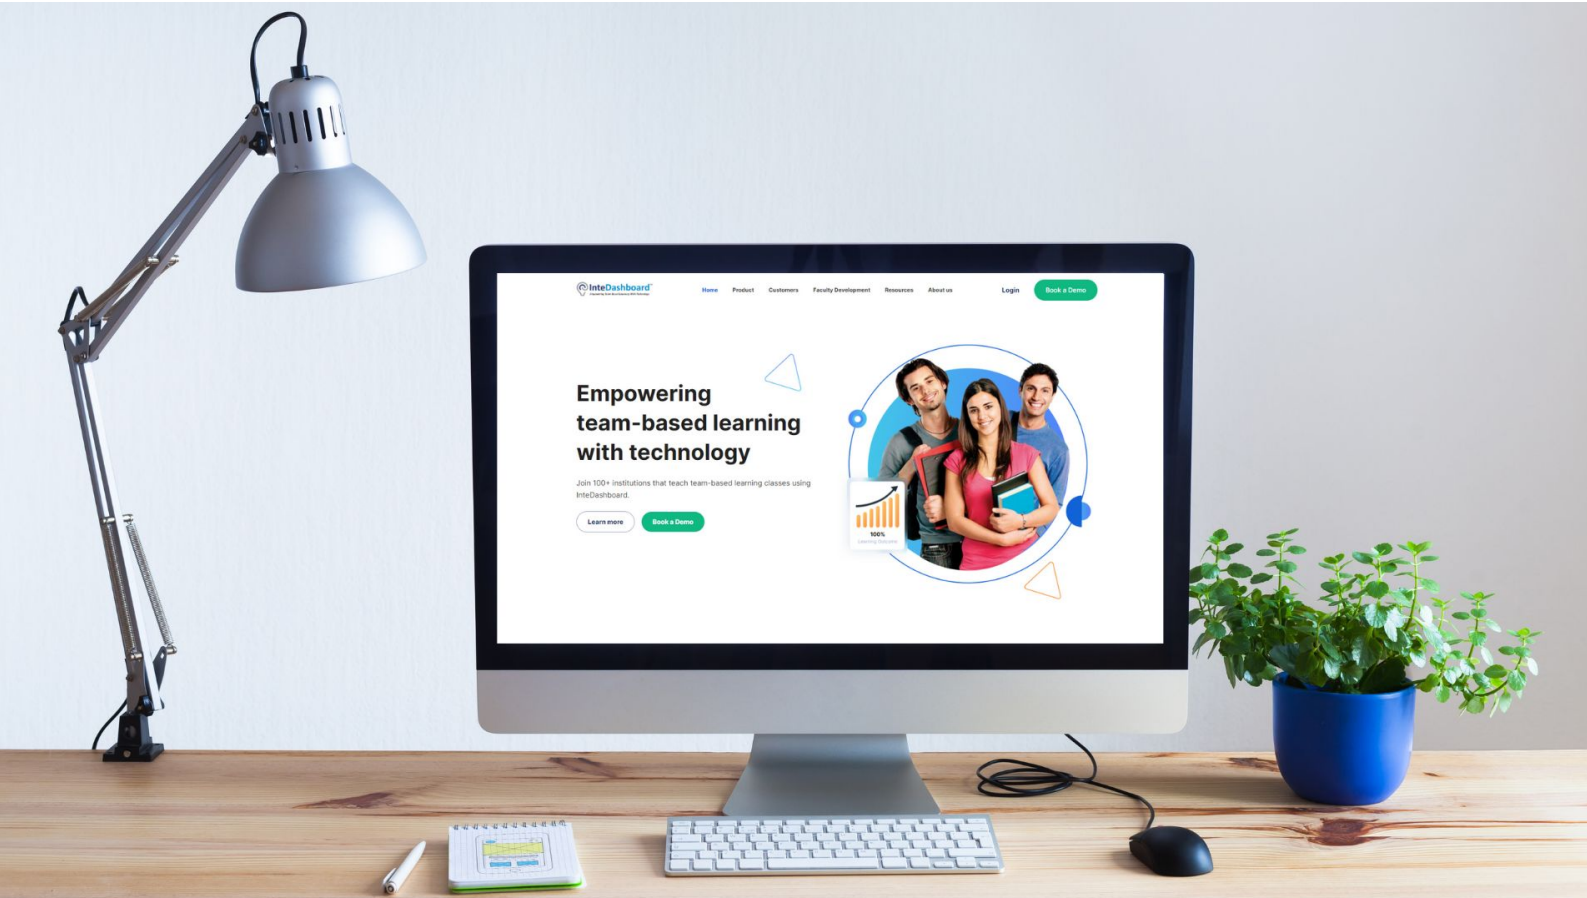 InteDashboard™
Home Product Customers Faculty Development Resources About us Login Book a Demo
Empowering
team-based learning
with technology
Join 100+ institutions that teach team-based learning classes using
InteDashboard.
Learn more Book a Demo
100%